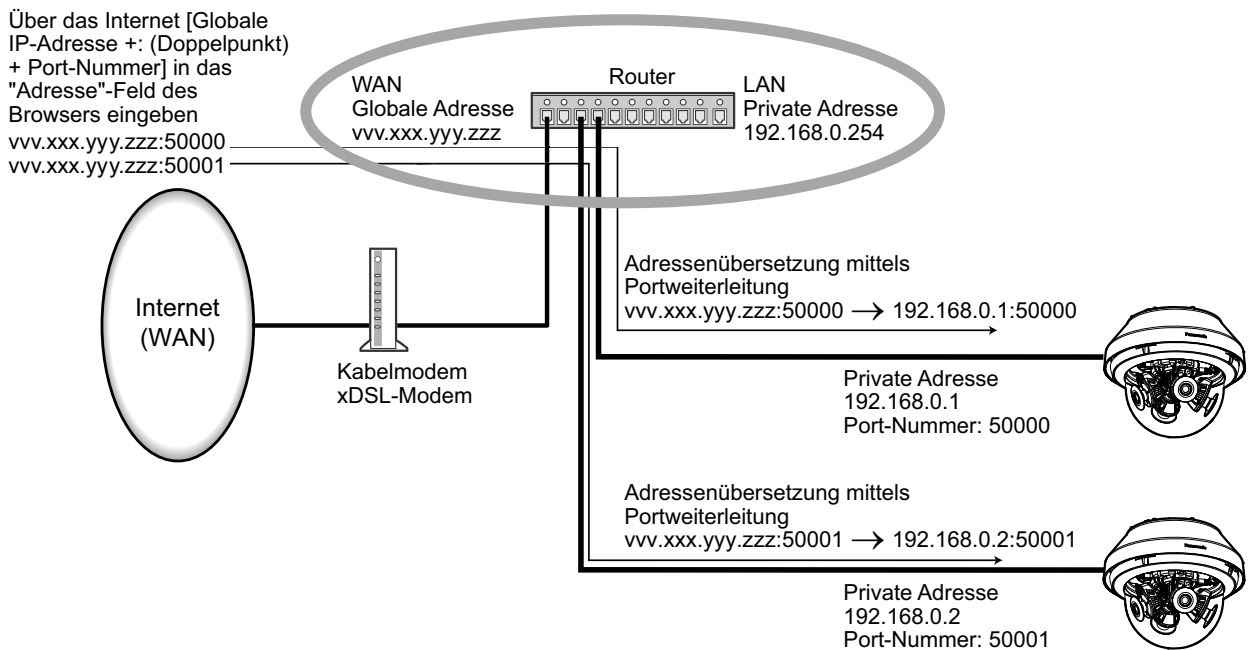 Über das Internet [Globale
IP-Adresse +: (Doppelpunkt)
+ Port-Nummer] in das
"Adresse"-Feld des
Browsers eingeben
vvv.xxx.yyy.zzz:50000
vvv.xxx.yyy.zzz:50001
WAN
Globale Adresse
vvv.xxx.yyy.zzz
Router
LAN
Private Adresse
192.168.0.254
Internet
(WAN)
Kabelmodem
xDSL-Modem
Adressenübersetzung mittels
Portweiterleitung
vvv.xxx.yyy.zzz:50000 → 192.168.0.1:50000
Private Adresse
192.168.0.1
Port-Nummer: 50000
Adressenübersetzung mittels
Portweiterleitung
vvv.xxx.yyy.zzz:50001 → 192.168.0.2:50001
Private Adresse
192.168.0.2
Port-Nummer: 50001